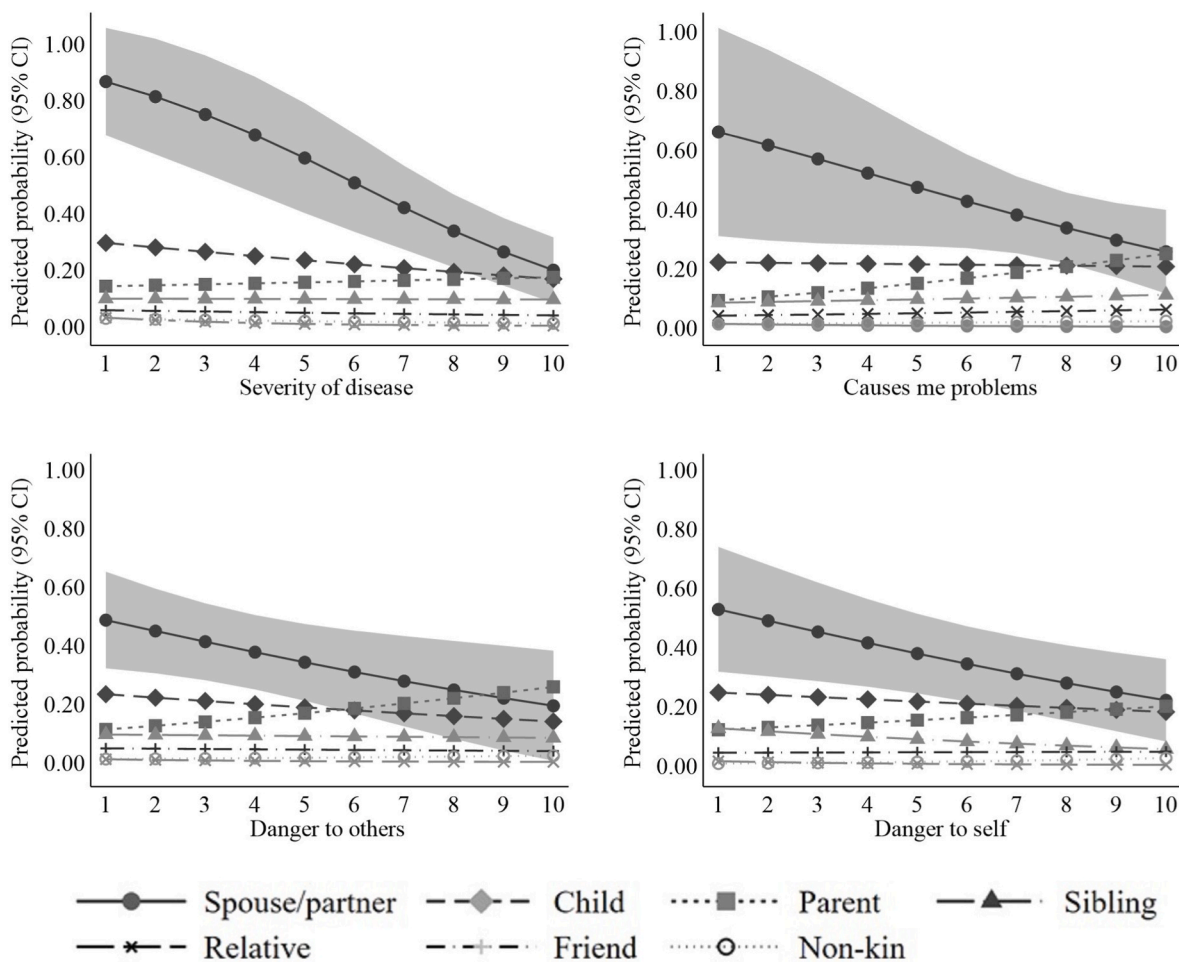 Predicted probability (95% CI)
1.00
0.80
0.60
0.40
0.20
0.00
1 2 3 4 5 6 7 8 9 10
Severity of disease
Predicted probability (95% CI)
1.00
0.80
0.60
0.40
0.20
0.00
1 2 3 4 5 6 7 8 9 10
Causes me problems
Predicted probability (95% CI)
1.00
0.80
0.60
0.40
0.20
0.00
1 2 3 4 5 6 7 8 9 10
Danger to others
Predicted probability (95% CI)
1.00
0.80
0.60
0.40
0.20
0.00
1 2 3 4 5 6 7 8 9 10
Danger to self
Spouse/partner Child Parent Sibling
Relative Friend Non-kin